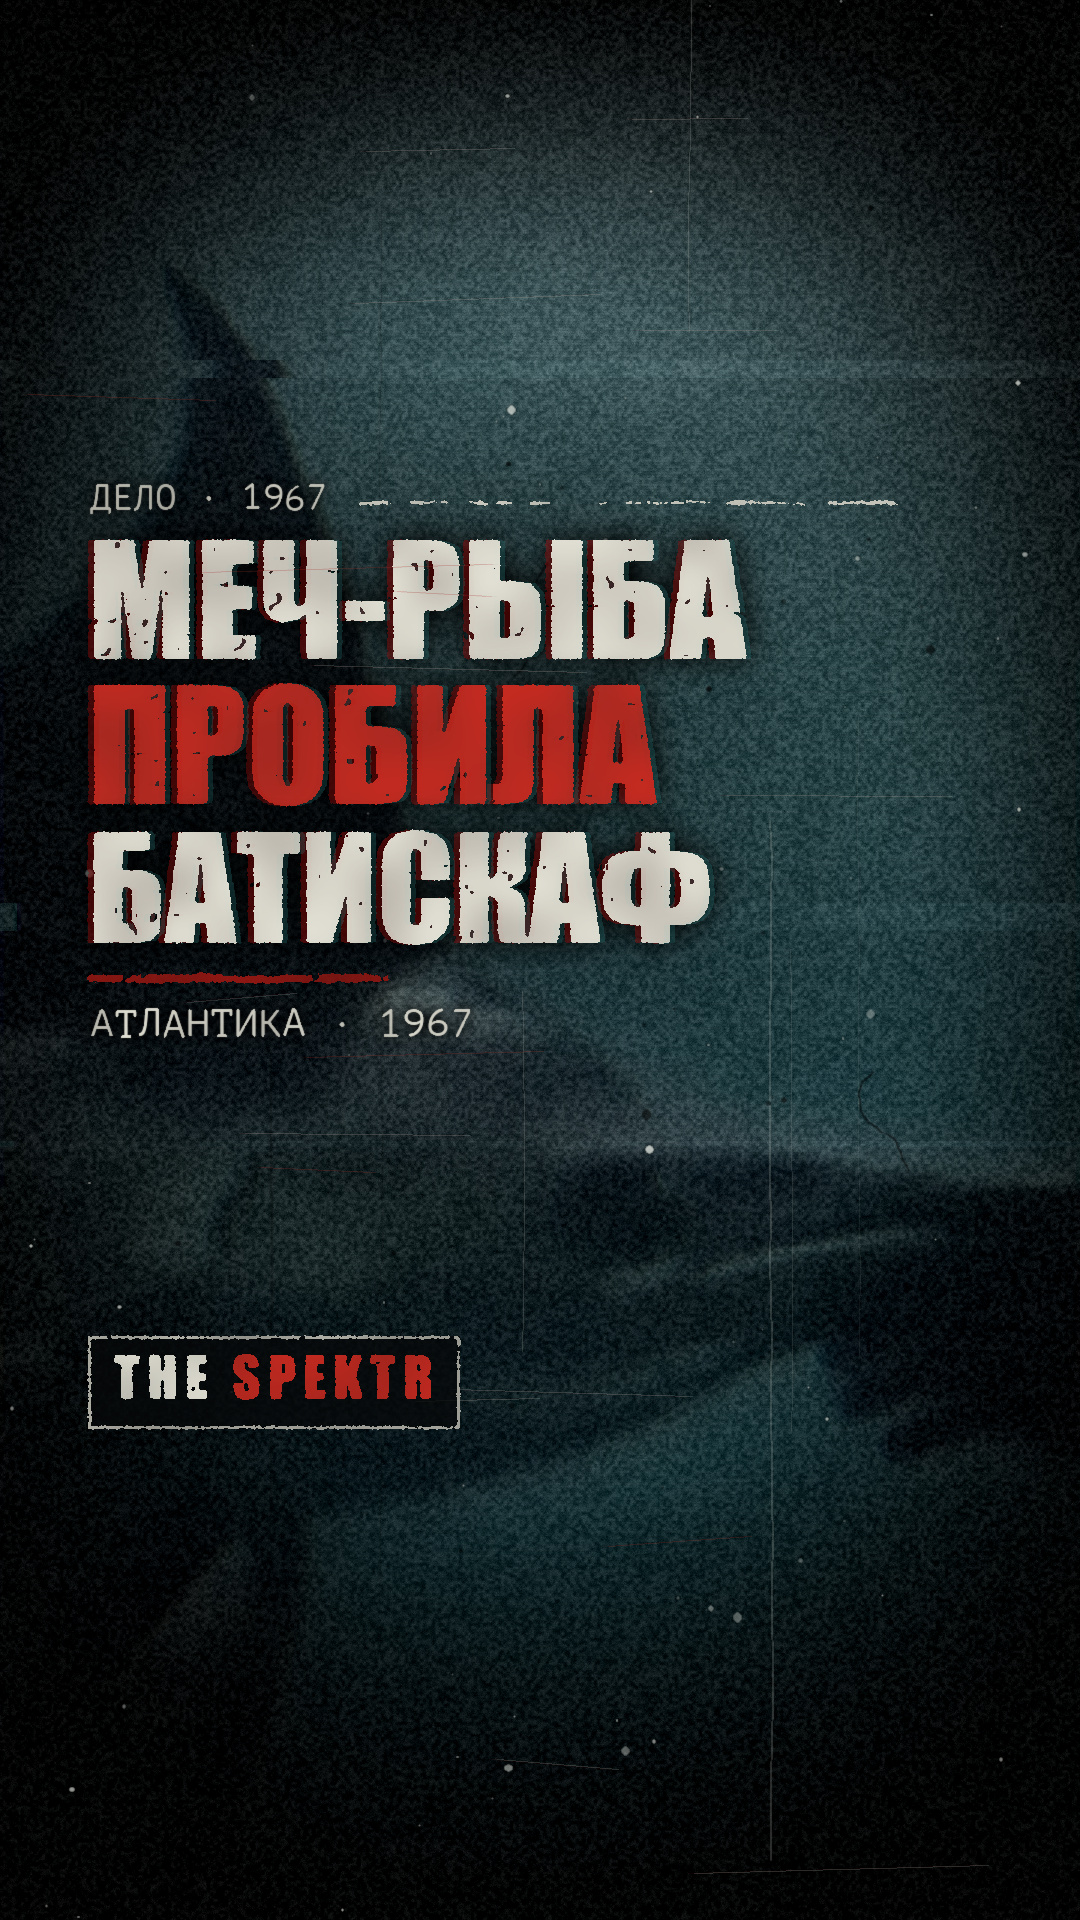 ДЕЛО · 1967
МЕЧ-РЫБА
ПРОБИЛА
БАТИСКАФ
АТЛАНТИКА · 1967
THE SPEKTR